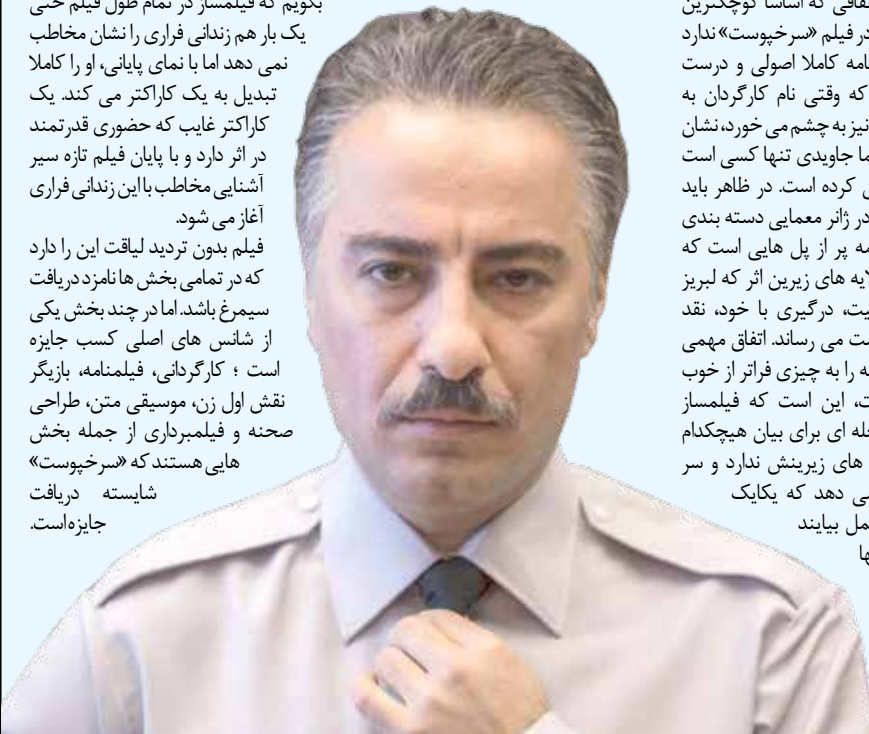 تفاقی که اساسا کوچکترین
در فیلم «سرخپوست» ندارد
نامه کاملا اصولی و درست
که وقتی نام کارگردان به
نیز به چشم می خورد، نشان
ما جاویدی تنها کسی است
کرده است. در ظاهر باید
در ژانر معمایی دسته بندی
مه پر از پل هایی است که
لایه های زیرین اثر که لبریز
یت، درگیری با خود، نقد
ست می رساند. اتفاق مهمی
ه را به چیزی فراتر از خوب
ت، این است که فیلمساز
له ای برای بیان هیچکدام
های زیرینش ندارد و سر
ی دهد که یکایک
مل بیایند
ها
بگویم که فیلمساز در تمام طول فیلم حتی
یک بار هم زندانی فراری را نشان مخاطب
نمی دهد اما با نمای پایانی، او را کاملا
تبدیل به یک کاراکتر می کند. یک
کاراکتر غایب که حضوری قدرتمند
در اثر دارد و با پایان فیلم تازه سیر
آشنایی مخاطب با این زندانی فراری
آغاز می شود.
فیلم بدون تردید لیاقت این را دارد
که در تمامی بخش ها نامزد دریافت
سیمرغ باشد. اما در چند بخش یکی
از شانس های اصلی کسب جایزه
است ؛ کارگردانی، فیلمنامه، بازیگر
نقش اول زن، موسیقی متن، طراحی
صحنه و فیلمبرداری از جمله بخش
هایی هستند که «سرخپوست»
شایسته دریافت
جایزه‌است.